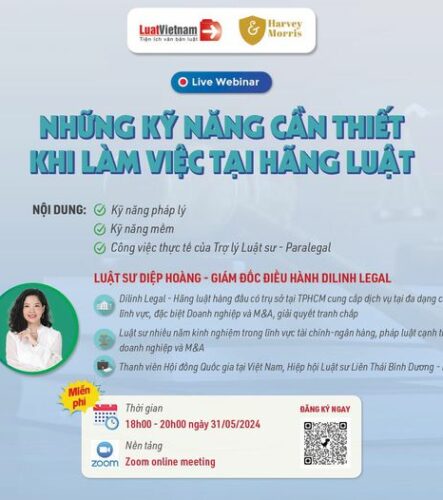 LuatVietnam
Tiện ích văn bản luật
Harvey
Morris
Live Webinar
NHỮNG KỸ NĂNG CẦN THIẾT
KHI LÀM VIỆC TẠI HÃNG LUẬT
NỘI DUNG:
Kỹ năng pháp lý
Kỹ năng mềm
Công việc thực tế của Trợ lý Luật sư - Paralegal
LUẬT SƯ DIỆP HOÀNG - GIÁM ĐỐC ĐIỀU HÀNH DILINH LEGAL
Dilinh Legal - Hãng luật hàng đầu có trụ sở tại TPHCM cung cấp dịch vụ tại đa dạng
lĩnh vực, đặc biệt Doanh nghiệp và M&A, giải quyết tranh chấp
Luật sư nhiều năm kinh nghiệm trong lĩnh vực tài chính-ngân hàng, pháp luật cạnh
doanh nghiệp và M&A
Thành viên Hội đồng Quốc gia tại Việt Nam, Hiệp hội Luật sư Liên Thái Bình Dương -
Miễn
phí
Thời gian
18h00 - 20h00 ngày 31/05/2024
Nền tảng
zoom
Zoom online meeting
ĐĂNG KÝ NGAY